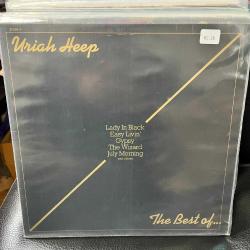 Uriah Heep
Lady In Black
Easy Livin'
Gypsy
The Wizard
July Morning
The Best of...